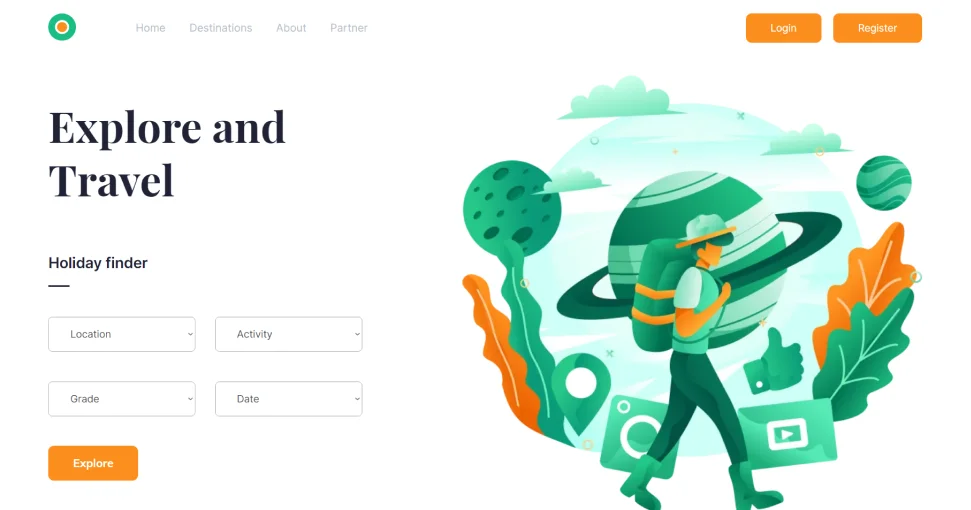 Home Destinations About Partner Login Register
Explore and
Travel
Holiday finder
Location Activity
Grade Date
Explore